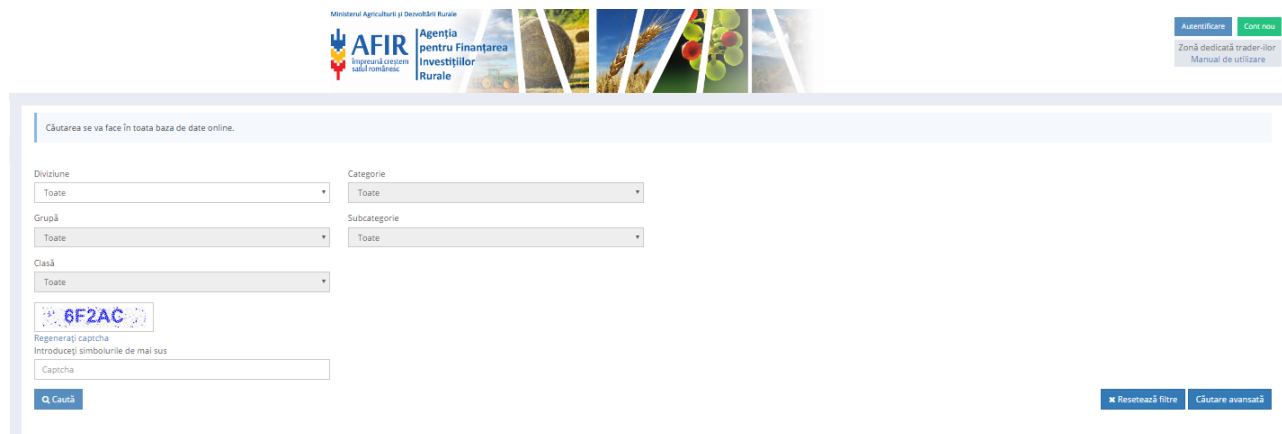 Ministerul Agriculturii și Dezvoltării Rurale
AFIR
împreună creștem
satul românesc
Agenția
pentru Finanțarea
Investițiilor
Rurale
Autentificare
Cont nou
Zonă dedicată trader-ilor
Manual de utilizare
Căutarea se va face în toata baza de date online.
Diviziune
Categorie
Toate
Toate
Grupă
Subcategorie
Toate
Toate
Clasă
Toate
6F2AC
Regenerați captcha
Introduceți simbolurile de mai sus
Captcha
Caută
Resetează filtre
Căutare avansată